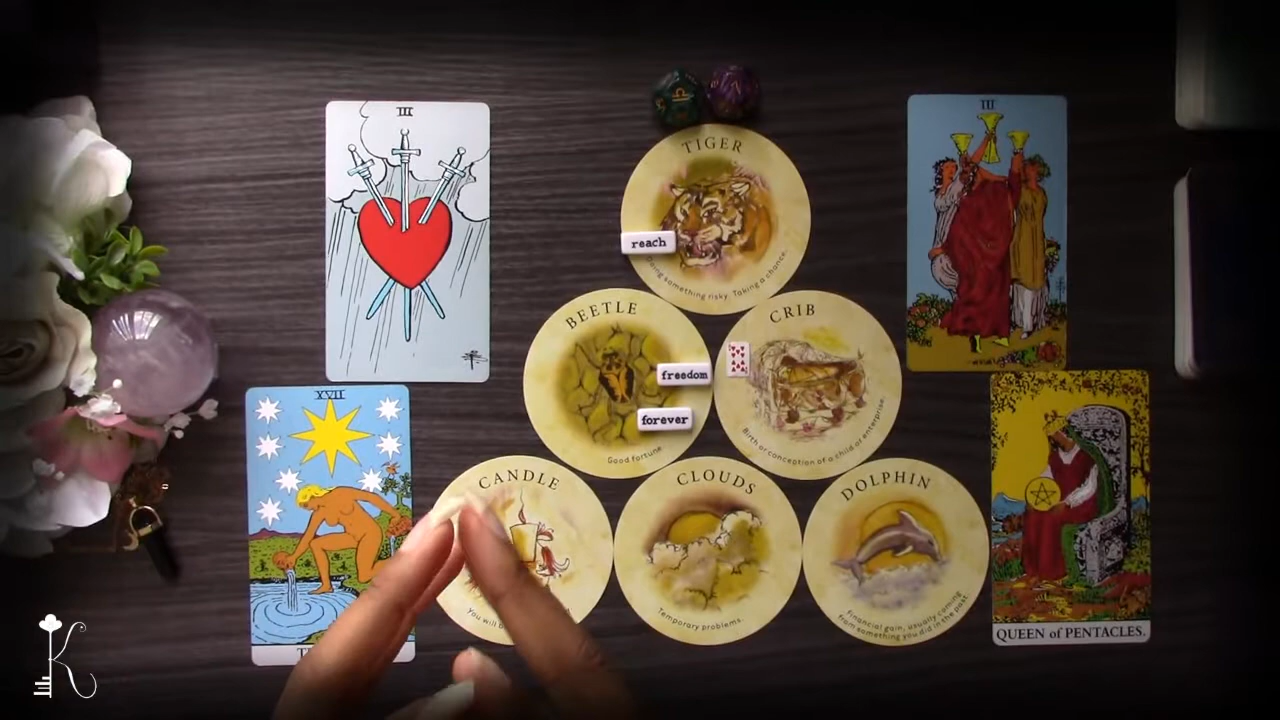 III
III
TIGER
reach
Doing something risky. Taking a chance.
BEETLE
CRIB
freedom
forever
Good fortune
Birth or conception of a child or enterprise.
XVII
CANDLE
CLOUDS
DOLPHIN
You will
Temporary problems.
Financial gain, usually coming
from something you did in the past.
QUEEN of PENTACLES.
K